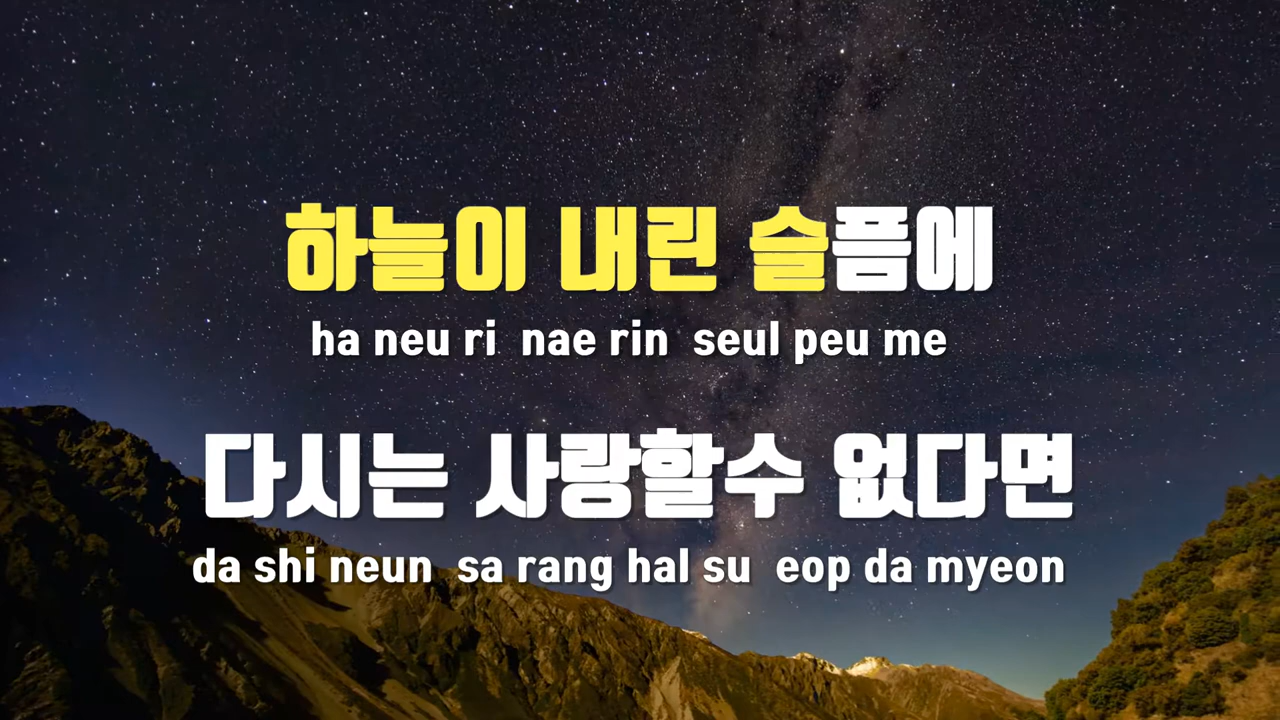 하늘이 내린 슬픔에
ha neu ri nae rin seul peu me
다시는 사랑할수 없다면
da shi neun sa rang hal su eop da myeon